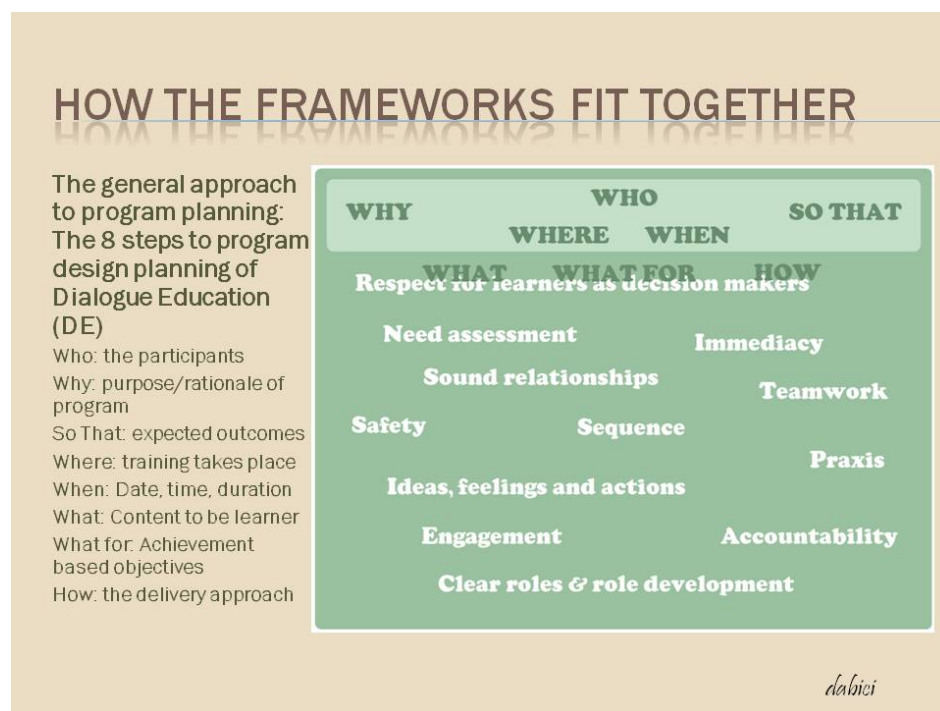 HOW THE FRAMEWORKS FIT TOGETHER
The general approach
to program planning:
The 8 steps to program
design planning of
Dialogue Education
(DE)
Who: the participants
Why: purpose/rationale of
program
So That: expected outcomes
Where: training takes place
When: Date, time, duration
What: Content to be learner
What for: Achievement
based objectives
How: the delivery approach
WHO
WHY
SO THAT
WHERE WHEN
WHAT WHAT FOR HOW
Respect for learners as decision makers
Need assessment
Immediacy
Sound relationships
Teamwork
Safety
Sequence
Praxis
Ideas, feelings and actions
Engagement
Accountability
Clear roles & role development
dabici